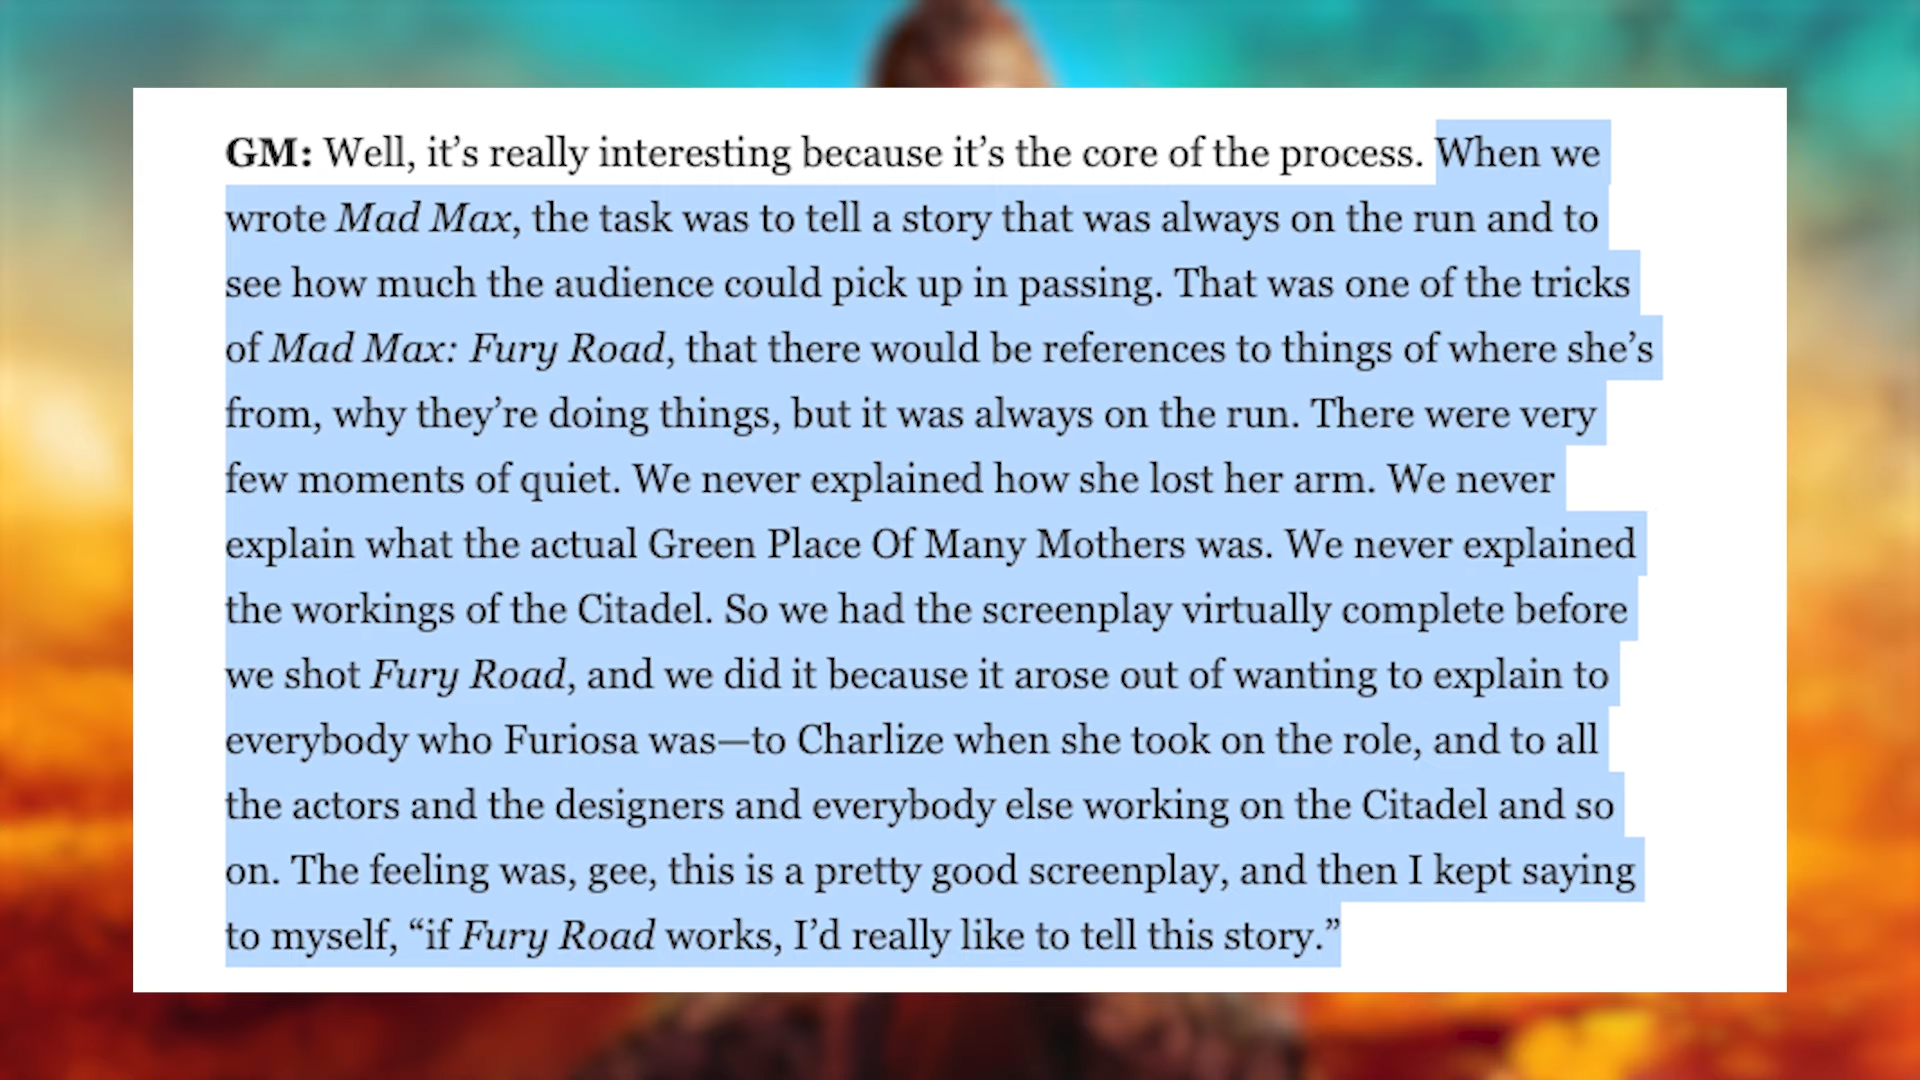 GM: Well, it’s really interesting because it’s the core of the process. When we
wrote Mad Max, the task was to tell a story that was always on the run and to
see how much the audience could pick up in passing. That was one of the tricks
of Mad Max: Fury Road, that there would be references to things of where she’s
from, why they’re doing things, but it was always on the run. There were very
few moments of quiet. We never explained how she lost her arm. We never
explain what the actual Green Place Of Many Mothers was. We never explained
the workings of the Citadel. So we had the screenplay virtually complete before
we shot Fury Road, and we did it because it arose out of wanting to explain to
everybody who Furiosa was—to Charlize when she took on the role, and to all
the actors and the designers and everybody else working on the Citadel and so
on. The feeling was, gee, this is a pretty good screenplay, and then I kept saying
to myself, “if Fury Road works, I’d really like to tell this story.”